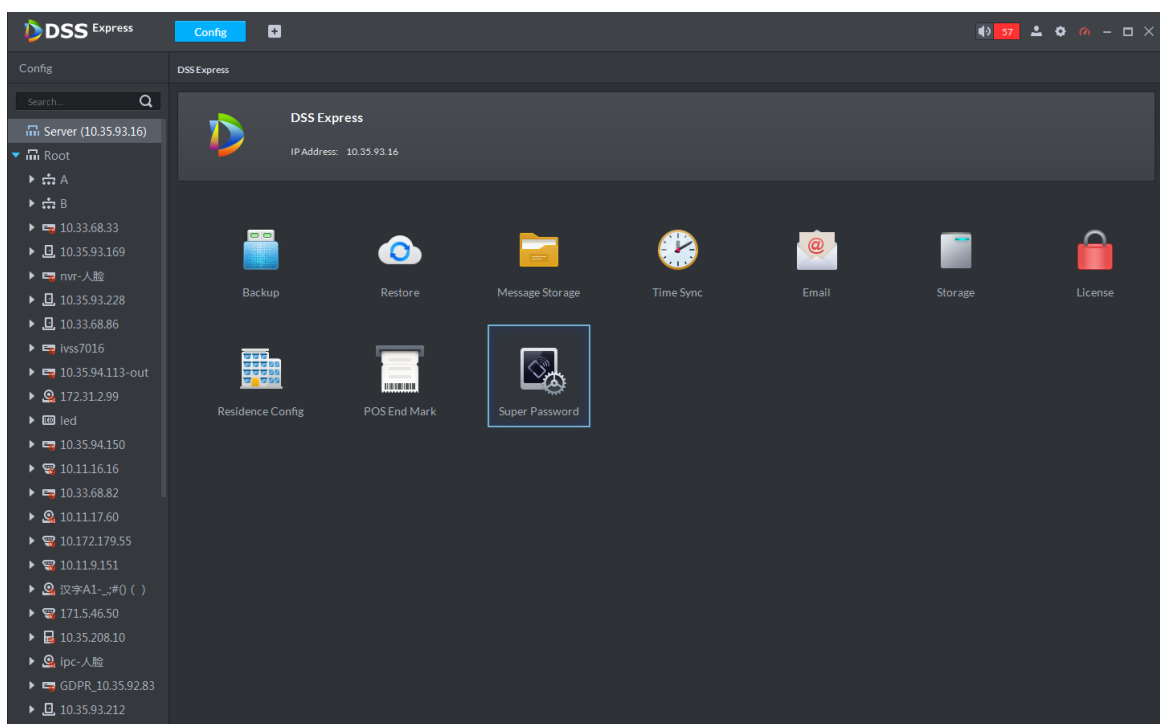 DSS Express
Config
57
Config
DSS Express
Search...
DSS Express
IP Address: 10.35.93.16
Server (10.35.93.16)
Root
A
B
10.33.68.33
10.35.93.169
nvr-人脸
10.35.93.228
10.33.68.86
ivss7016
10.35.94.113-out
172.31.2.99
led
10.35.94.150
10.11.16.16
10.33.68.82
10.11.17.60
10.172.179.55
10.11.9.151
汉字A1-_;#() ( )
171.5.46.50
10.35.208.10
ipc-人脸
GDPR_10.35.92.83
10.35.93.212
Backup
Restore
Message Storage
Time Sync
Email
Storage
License
Residence Config
POS End Mark
Super Password